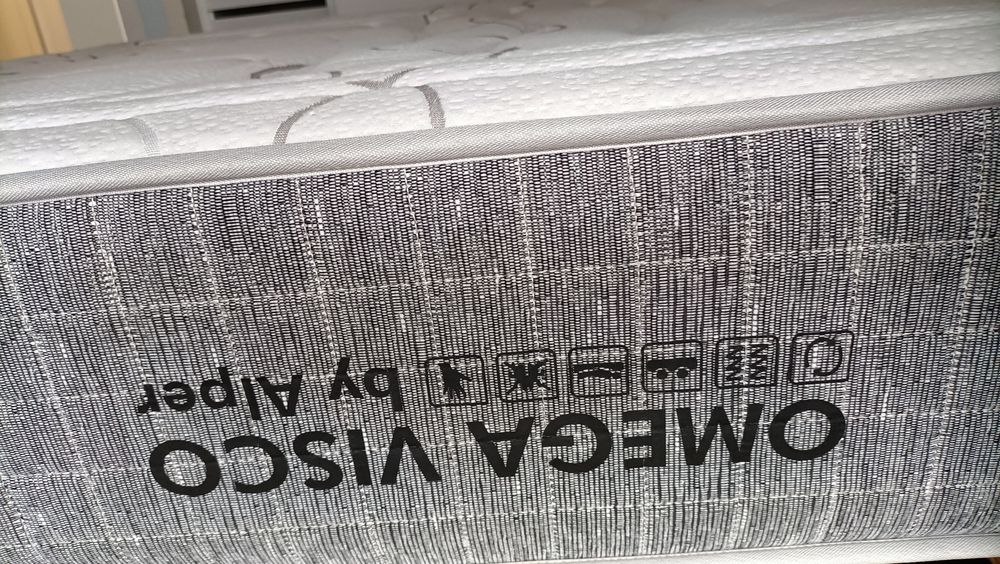 OMEGA VISCO
by Alper